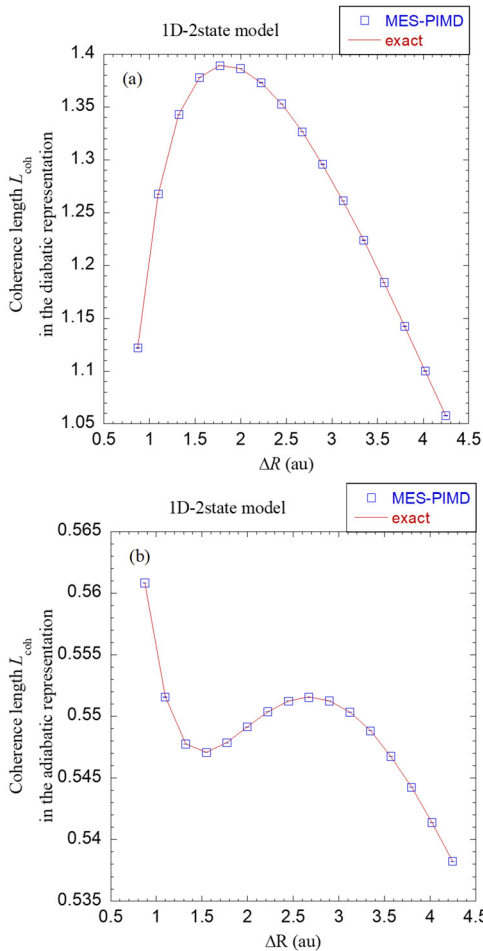 1D-2state model
MES-PIMD
exact
(a)
1.4
1.35
1.3
1.25
1.2
1.15
1.1
1.05
Coherence length Lcoh
in the diabatic representation
0.5 1 1.5 2 2.5 3 3.5 4 4.5
ΔR (au)
1D-2state model
MES-PIMD
exact
(b)
0.565
0.56
0.555
0.55
0.545
0.54
0.535
Coherence length Lcoh
in the adiabatic representation
0.5 1 1.5 2 2.5 3 3.5 4 4.5
ΔR (au)